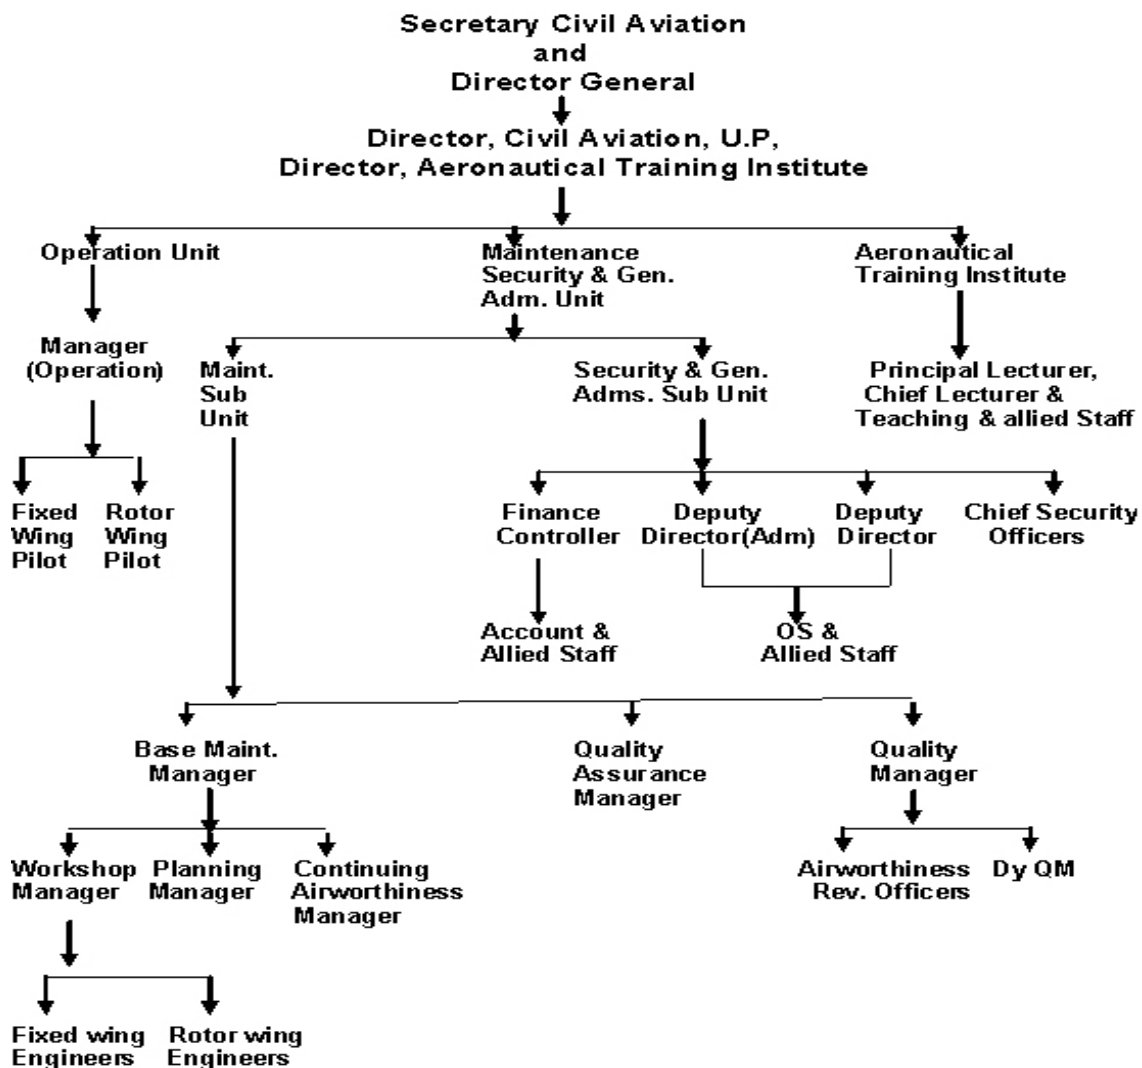 Secretary Civil Aviation
and
Director General
Director, Civil Aviation, U.P,
Director, Aeronautical Training Institute
Operation Unit
Maintenance
Security & Gen.
Adm. Unit
Aeronautical
Training Institute
Manager
(Operation)
Maint.
Sub
Unit
Security & Gen.
Adms. Sub Unit
Principal Lecturer,
Chief Lecturer &
Teaching & allied Staff
Fixed
Wing
Pilot
Rotor
Wing
Pilot
Finance
Controller
Deputy
Director(Adm)
Deputy
Director
Chief Security
Officers
Account &
Allied Staff
OS &
Allied Staff
Base Maint.
Manager
Quality
Assurance
Manager
Quality
Manager
Workshop
Manager
Planning
Manager
Continuing
Airworthiness
Manager
Airworthiness
Rev. Officers
Dy QM
Fixed wing
Engineers
Rotor wing
Engineers